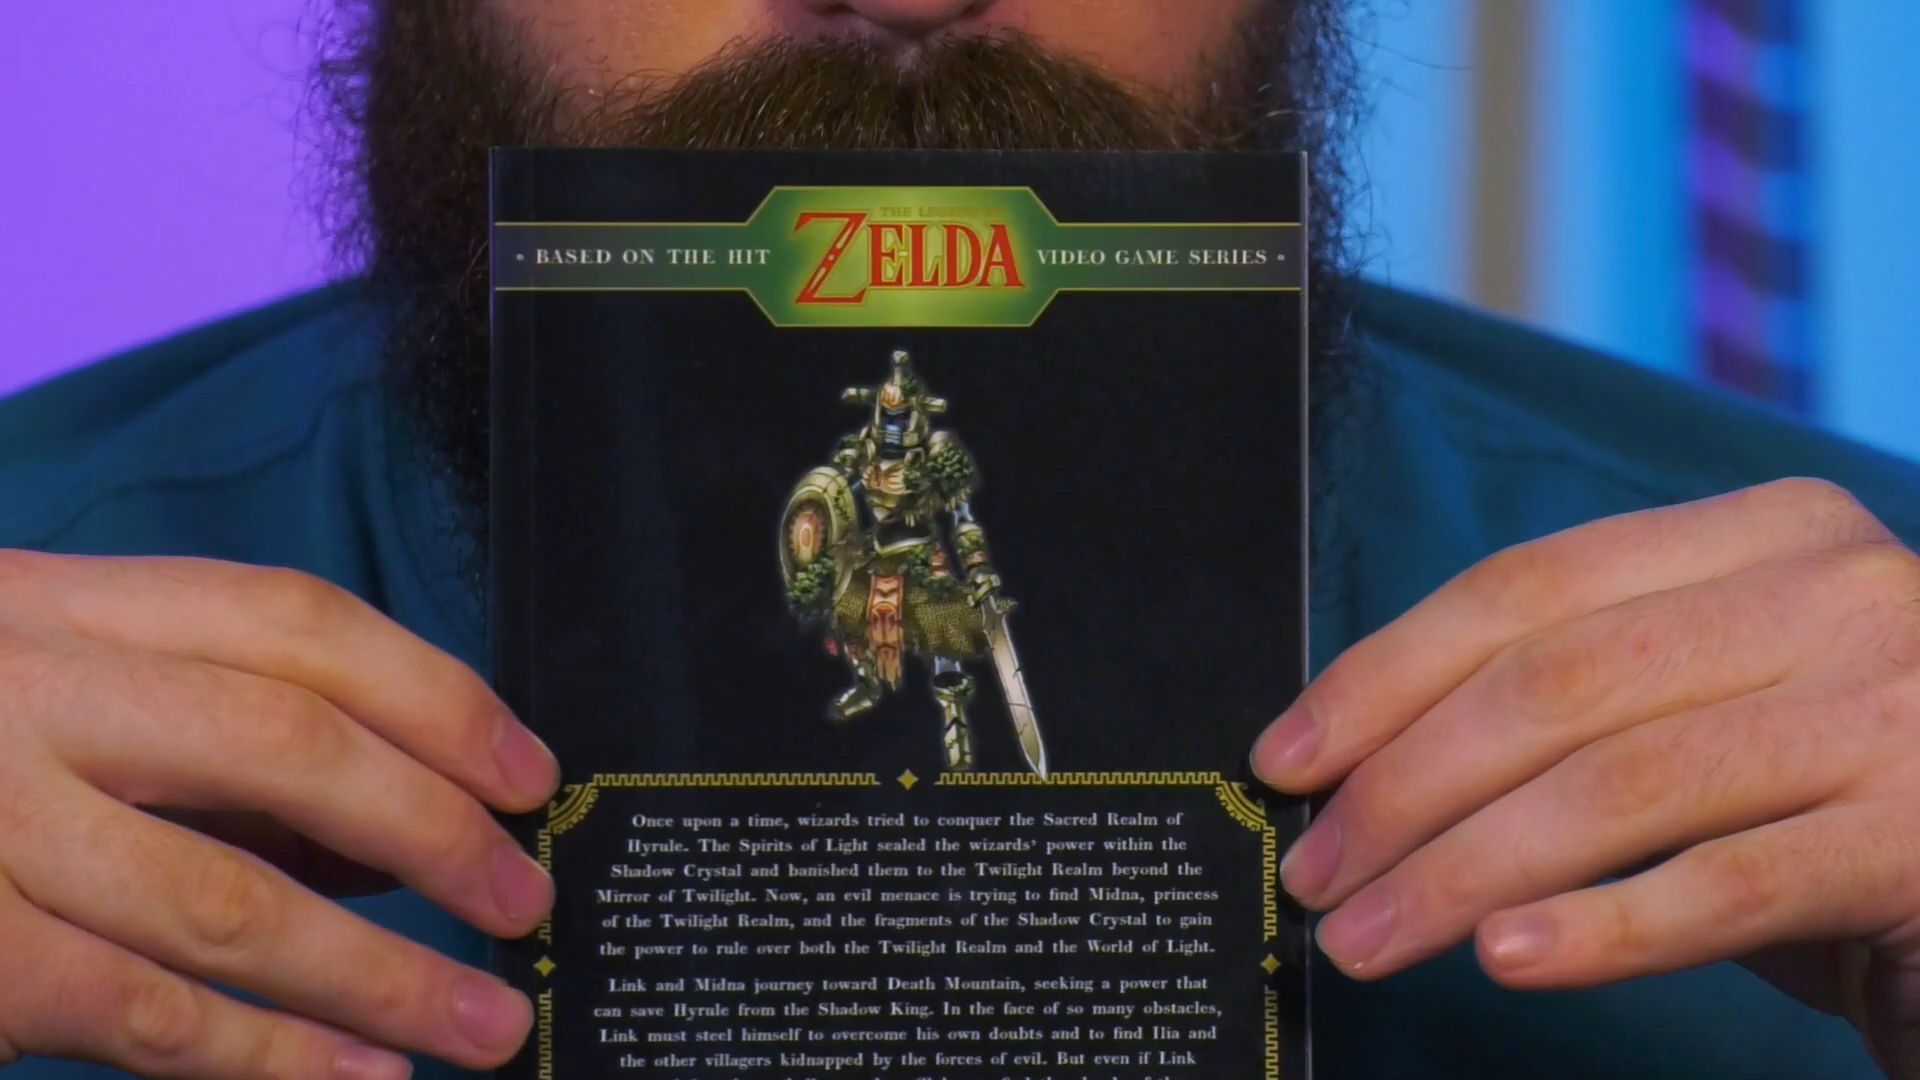 THE LEGEND OF
BASED ON THE HIT ZELDA VIDEO GAME SERIES
Once upon a time, wizards tried to conquer the Sacred Realm of
Hyrule. The Spirits of Light sealed the wizards' power within the
Shadow Crystal and banished them to the Twilight Realm beyond the
Mirror of Twilight. Now, an evil menace is trying to find Midna, princess
of the Twilight Realm, and the fragments of the Shadow Crystal to gain
the power to rule over both the Twilight Realm and the World of Light.
Link and Midna journey toward Death Mountain, seeking a power that
can save Hyrule from the Shadow King. In the face of so many obstacles,
Link must steel himself to overcome his own doubts and to find Ilia and
the other villagers kidnapped by the forces of evil. But even if Link